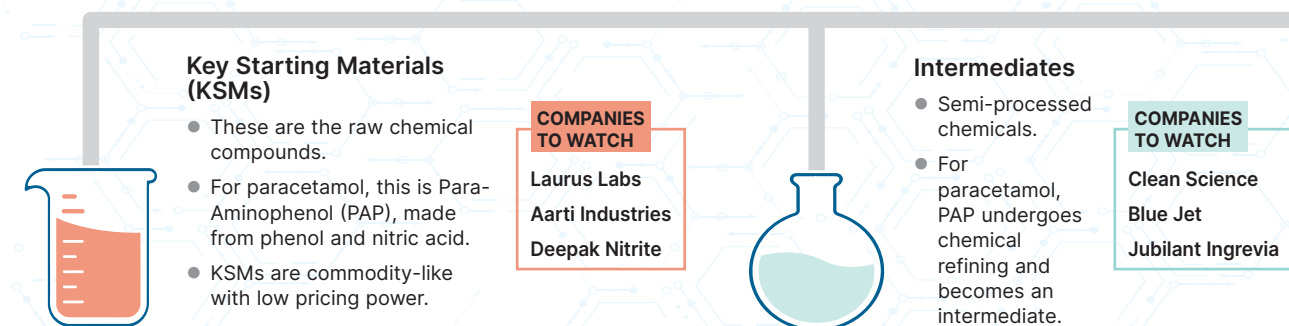 Key Starting Materials
(KSMs)
● These are the raw chemical
compounds.
● For paracetamol, this is Para-
Aminophenol (PAP), made
from phenol and nitric acid.
● KSMs are commodity-like
with low pricing power.
COMPANIES
TO WATCH
Laurus Labs
Aarti Industries
Deepak Nitrite
Intermediates
● Semi-processed
chemicals.
● For
paracetamol,
PAP undergoes
chemical
refining and
becomes an
intermediate.
COMPANIES
TO WATCH
Clean Science
Blue Jet
Jubilant Ingrevia